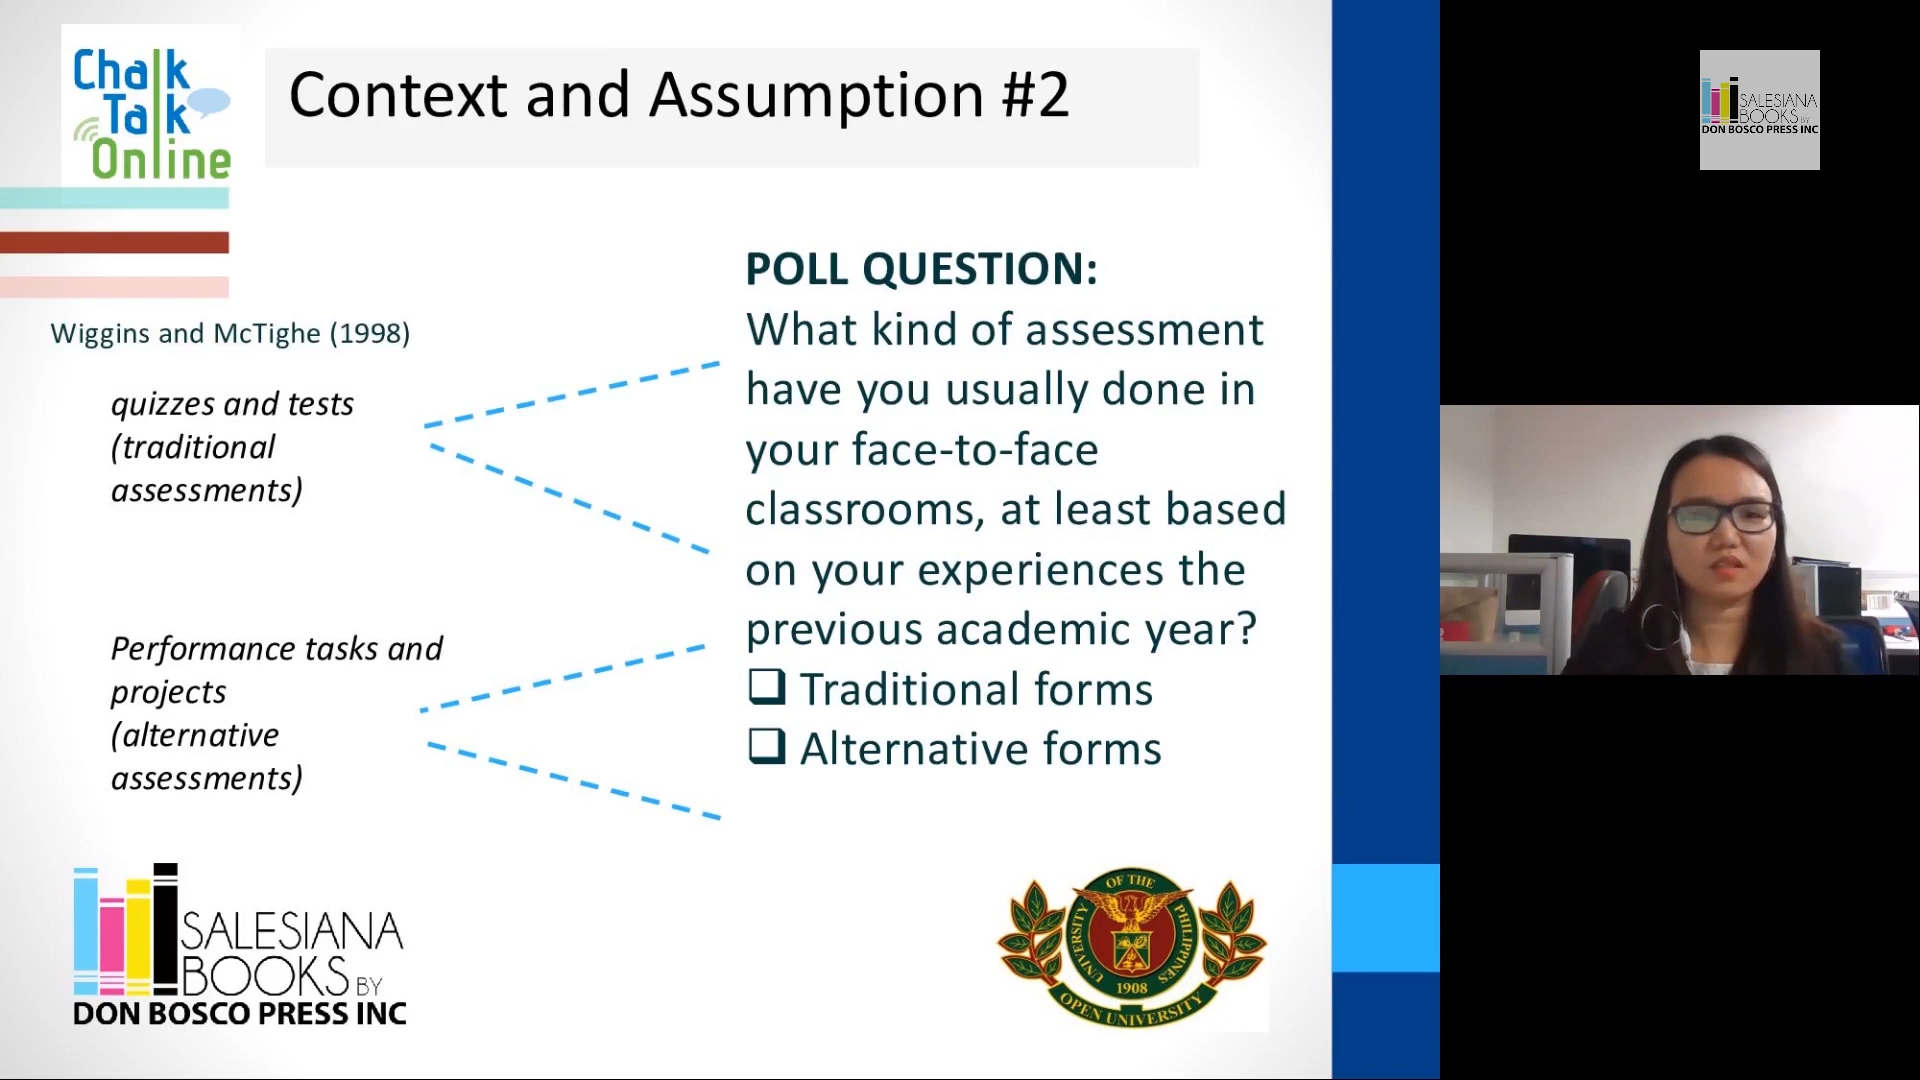 Chalk
Talk
Online
Context and Assumption #2
Wiggins and McTighe (1998)
quizzes and tests
(traditional
assessments)
Performance tasks and
projects
(alternative
assessments)
POLL QUESTION:
What kind of assessment
have you usually done in
your face-to-face
classrooms, at least based
on your experiences the
previous academic year?
❑ Traditional forms
❑ Alternative forms
SALESIANA
BOOKS BY
DON BOSCO PRESS INC
UNIVERSITY OF THE PHILIPPINES
1908
OPEN UNIVERSITY
SALESIANA
BOOKS BY
DON BOSCO PRESS INC